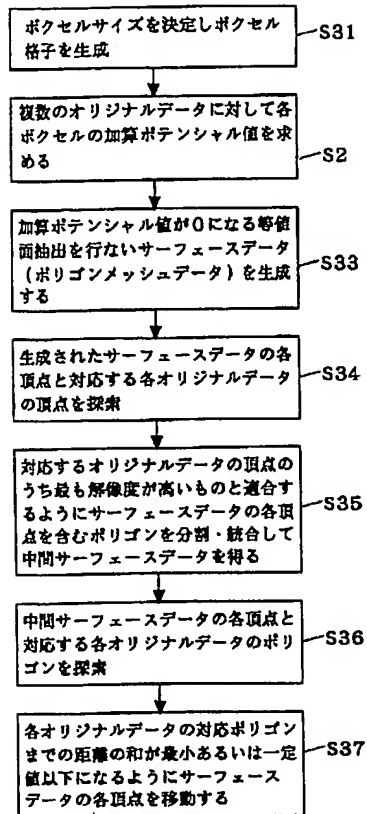 ボクセルサイズを決定しボクセル
格子を生成
S31
複数のオリジナルデータに対して各
ボクセルの加算ポテンシャル値を求
める
S2
加算ポテンシャル値が0になる等値
面抽出を行ないサーフェースデータ
(ポリゴンメッシュデータ)を生成
する
S33
生成されたサーフェースデータの各
頂点と対応する各オリジナルデータ
の頂点を探索
S34
対応するオリジナルデータの頂点の
うち最も解像度が高いものと適合す
るようにサーフェースデータの各頂
点を含むポリゴンを分割・統合して
中間サーフェースデータを得る
S35
中間サーフェースデータの各頂点と
対応する各オリジナルデータのポリ
ゴンを探索
S36
各オリジナルデータの対応ポリゴン
までの距離の和が最小あるいは一定
値以下になるようにサーフェース
データの各頂点を移動する
S37